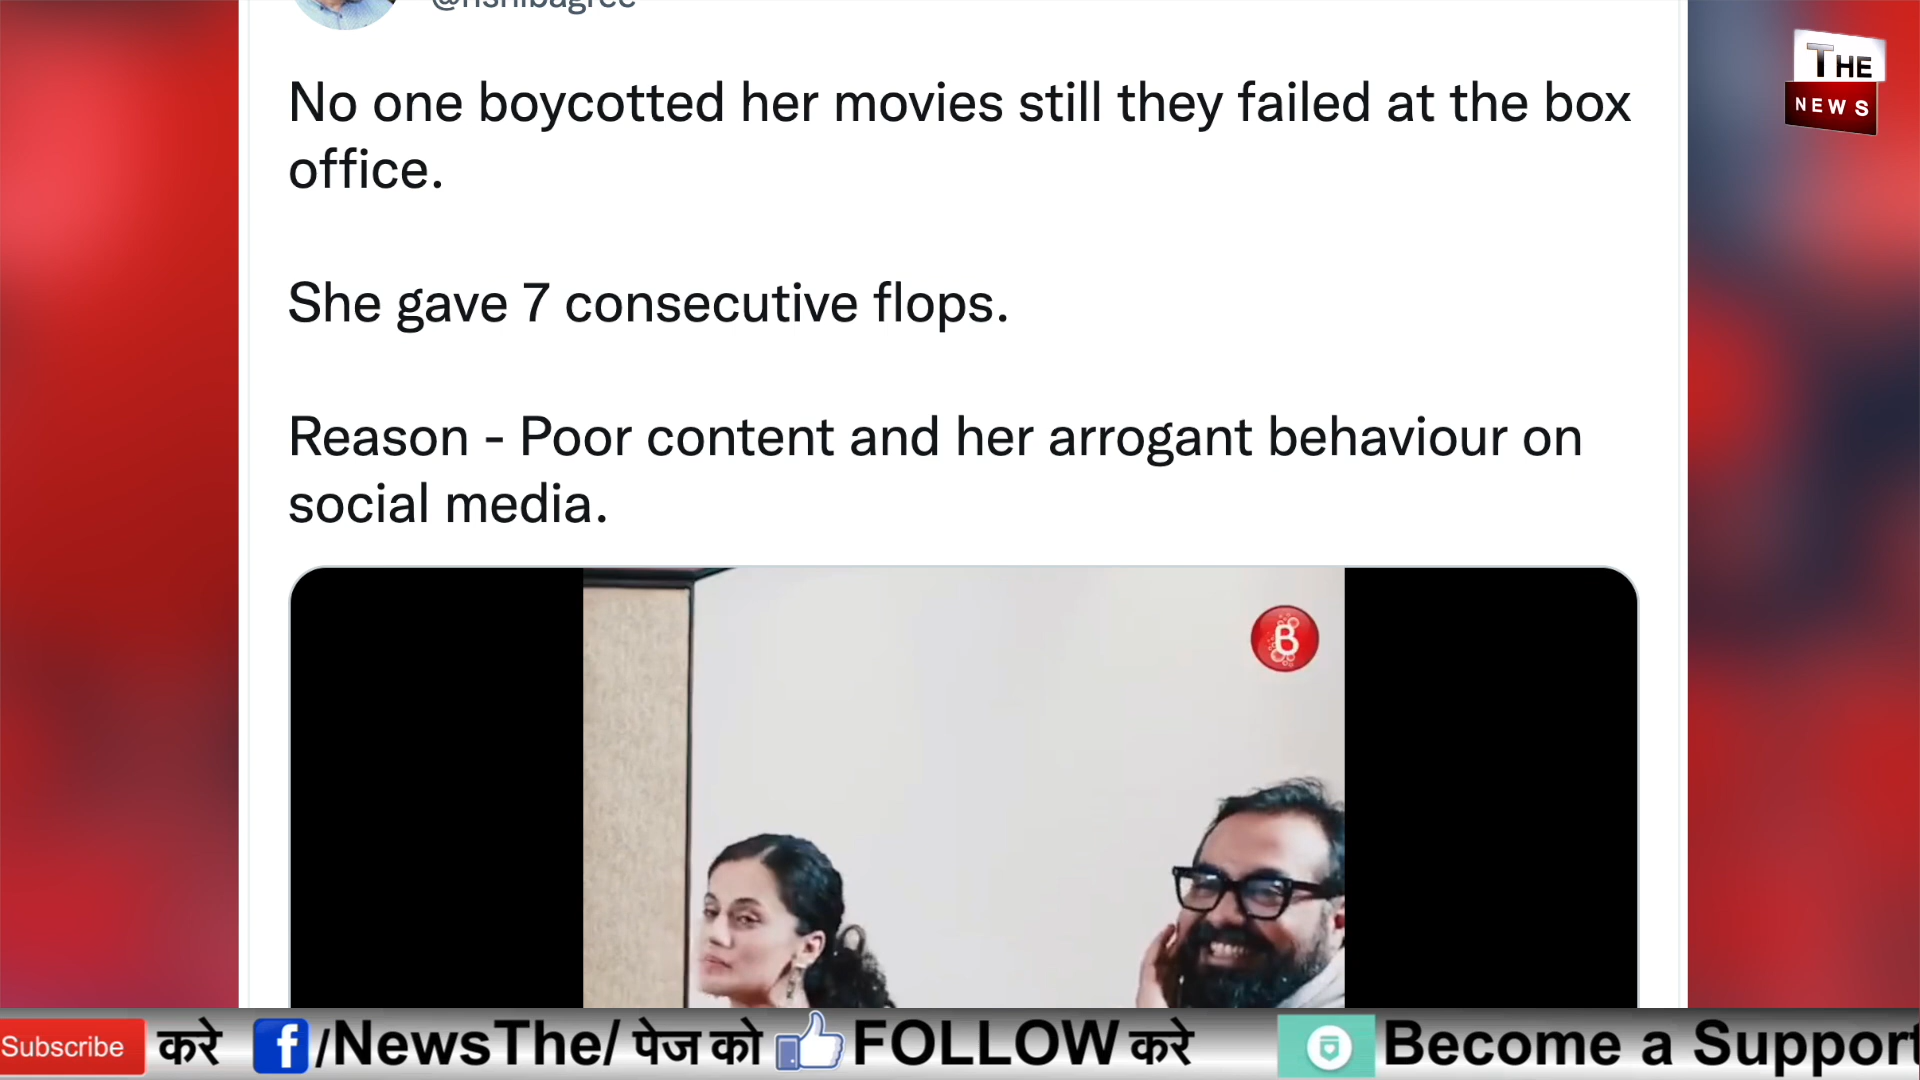 @rishibagree
THE
NEWS
No one boycotted her movies still they failed at the box
office.
She gave 7 consecutive flops.
Reason - Poor content and her arrogant behaviour on
social media.
B
Subscribe करे f/NewsThe/ पेज को FOLLOW करे Become a Support